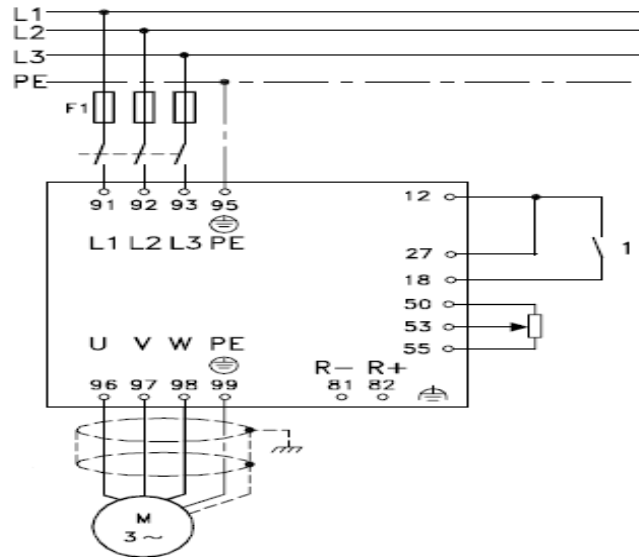 L1
L2
L3
PE
F1
91 92 93 95
L1 L2 L3 PE
12
27
18
1
50
53
55
U V W PE
96 97 98 99
R- R+
81 82
M
3 ~